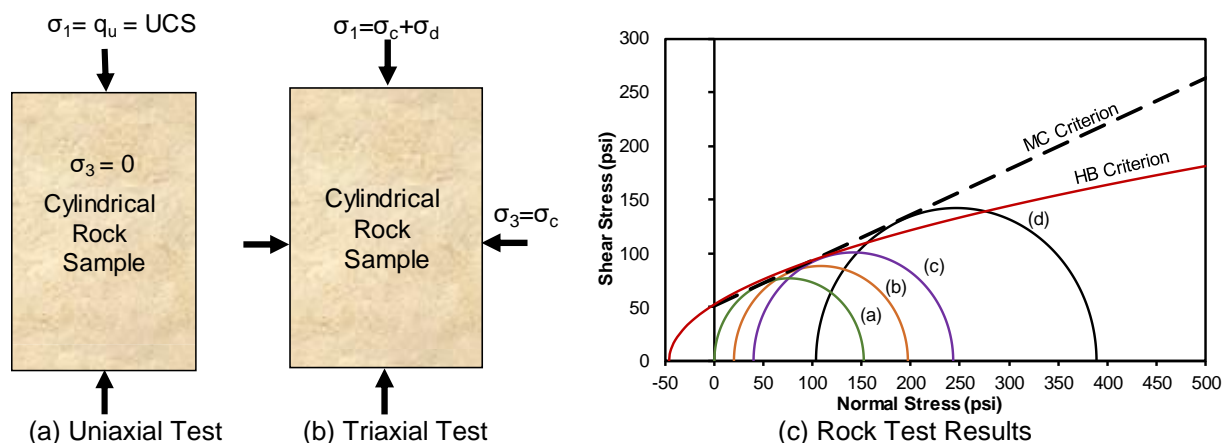 σ1= qu = UCS
σ3 = 0
Cylindrical
Rock
Sample
(a) Uniaxial Test
σ1=σc+σd
Cylindrical
Rock
Sample
σ3=σc
(b) Triaxial Test
300
250
200
150
100
50
0
Shear Stress (psi)
MC Criterion
HB Criterion
(a)
(b)
(c)
(d)
-50 0 50 100 150 200 250 300 350 400 450 500
Normal Stress (psi)
(c) Rock Test Results